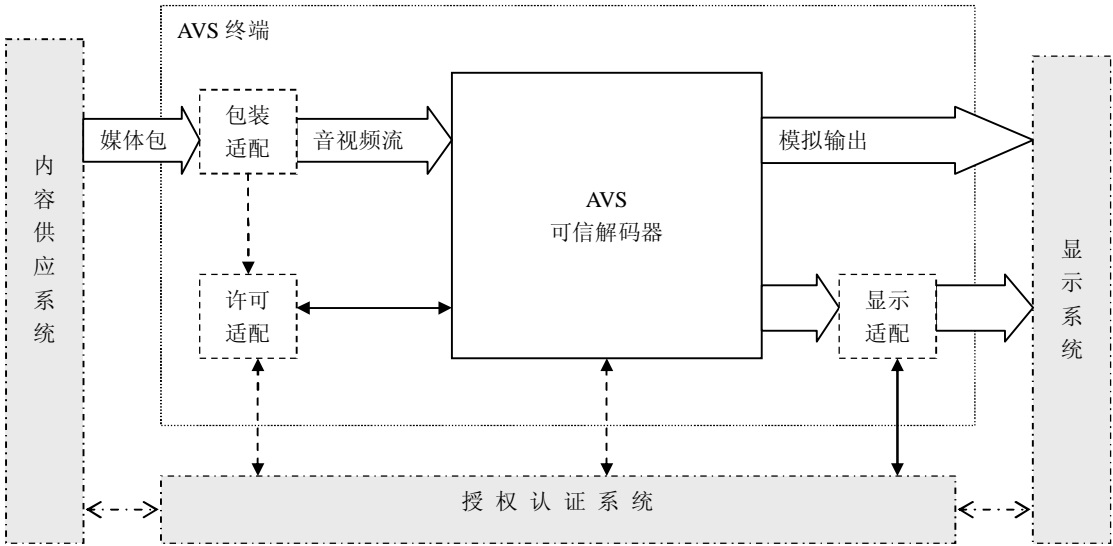 AVS 终端
内容供应系统
媒体包
包装
适配
音视频流
AVS
可信解码器
模拟输出
许可
适配
显示
适配
显示系统
授权认证系统